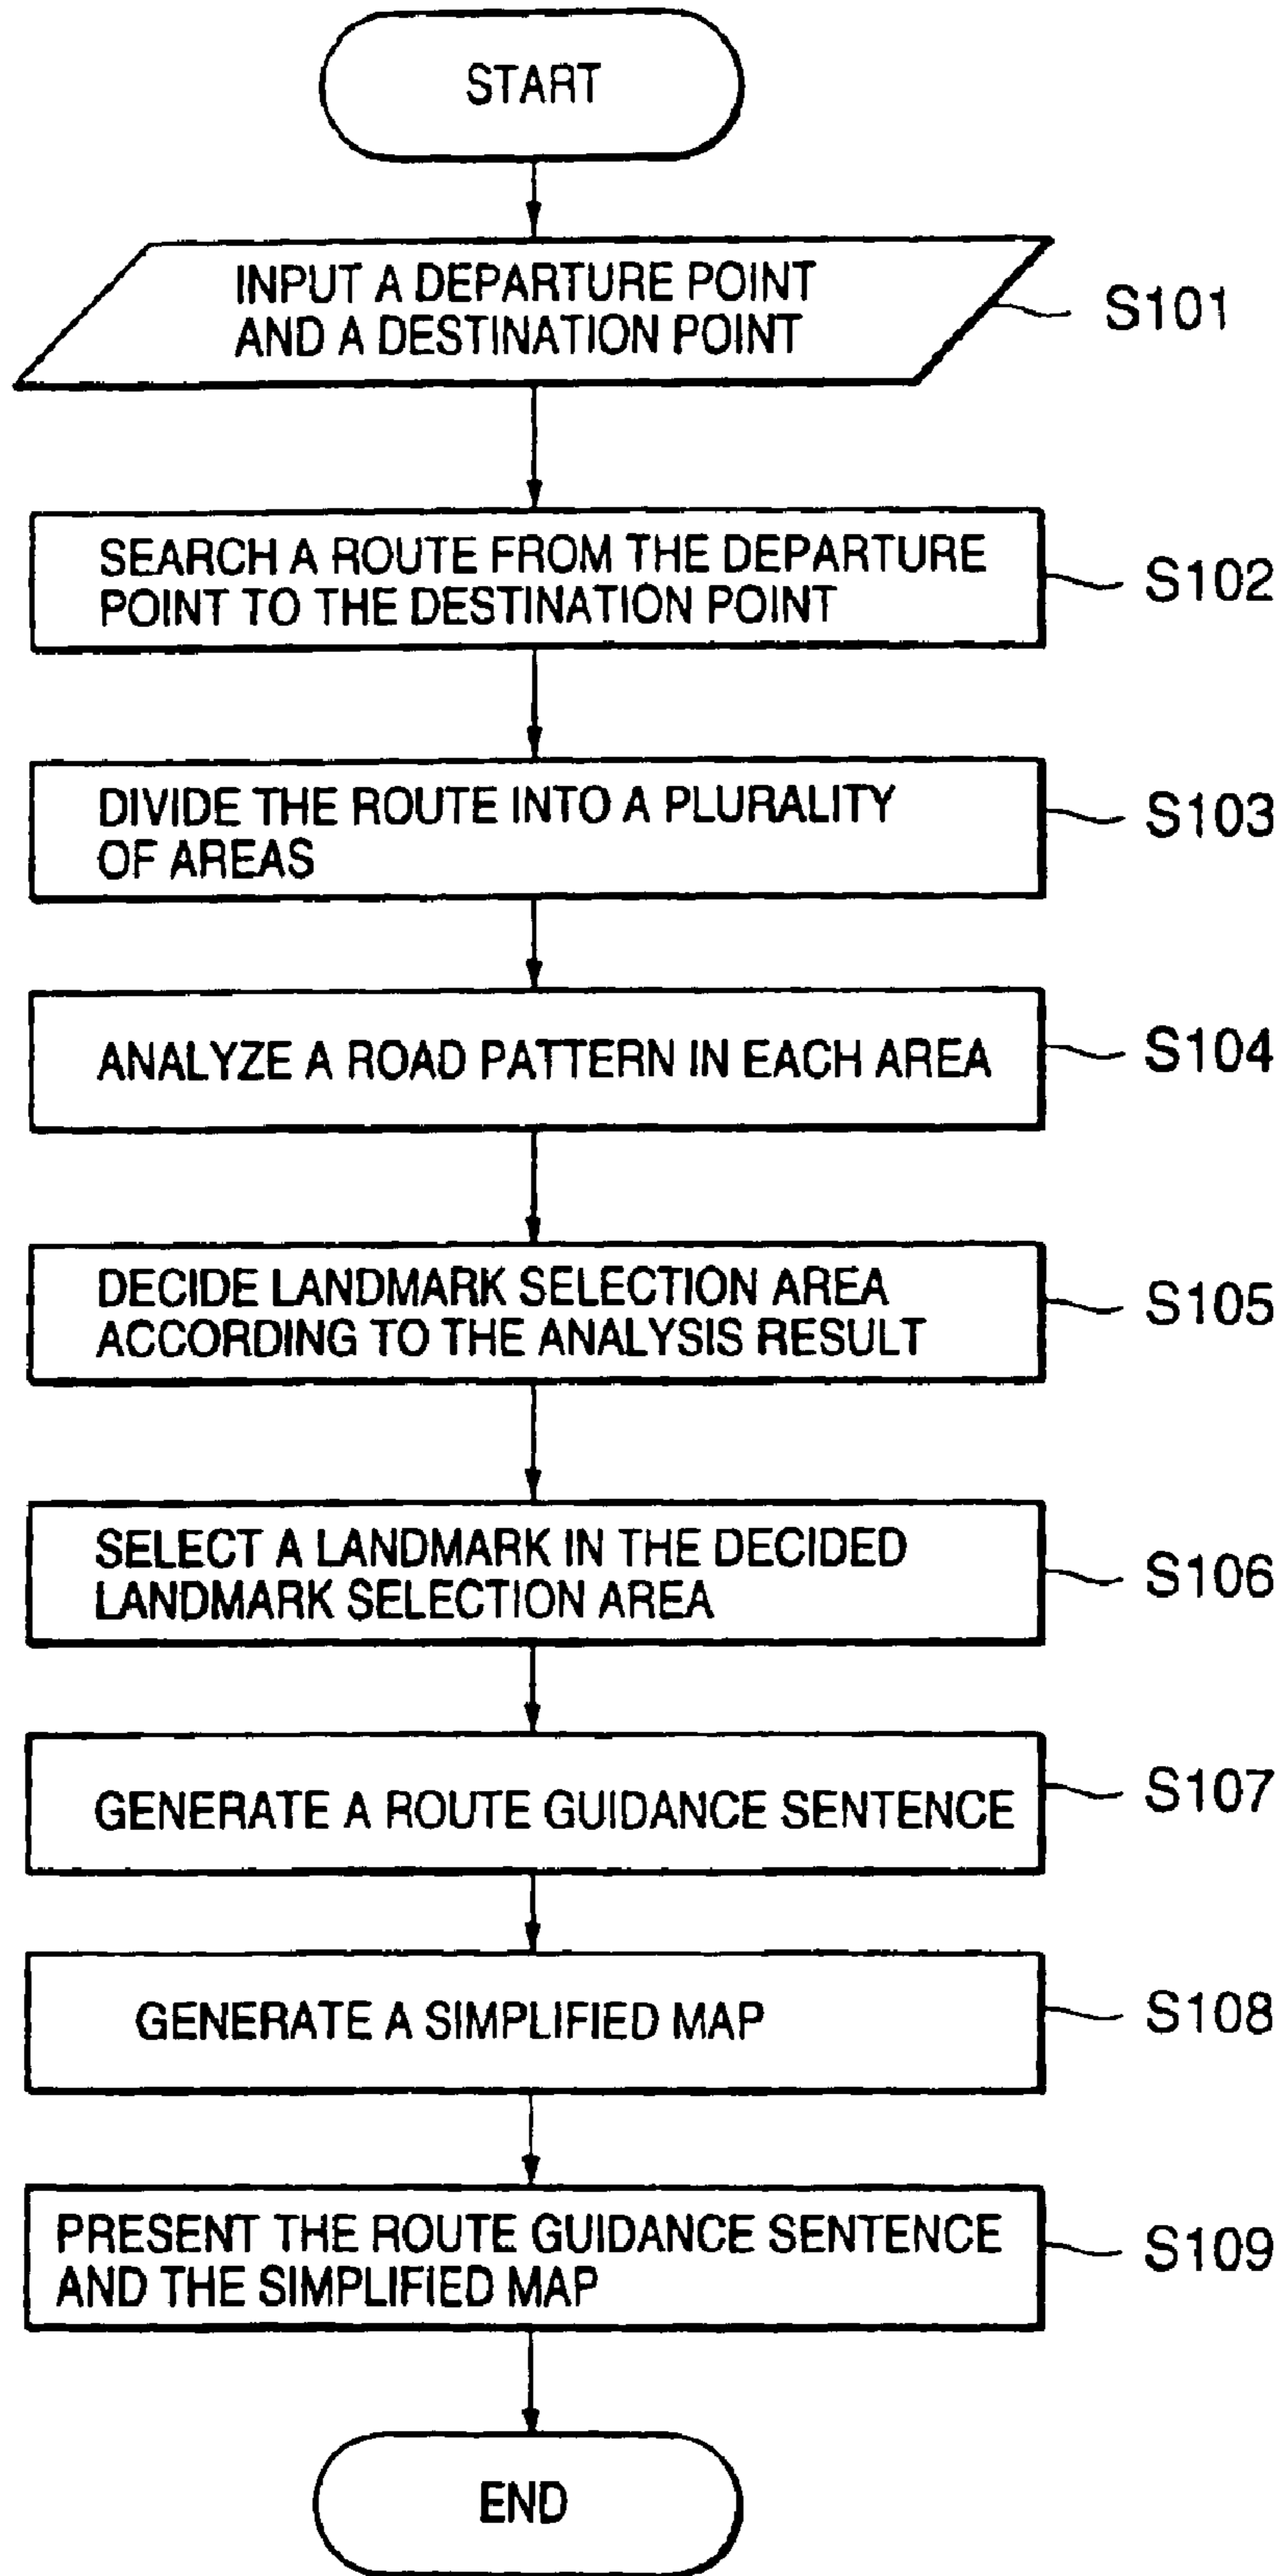 START
INPUT A DEPARTURE POINT
AND A DESTINATION POINT
S101
SEARCH A ROUTE FROM THE DEPARTURE
POINT TO THE DESTINATION POINT
S102
DIVIDE THE ROUTE INTO A PLURALITY
OF AREAS
S103
ANALYZE A ROAD PATTERN IN EACH AREA
S104
DECIDE LANDMARK SELECTION AREA
ACCORDING TO THE ANALYSIS RESULT
S105
SELECT A LANDMARK IN THE DECIDED
LANDMARK SELECTION AREA
S106
GENERATE A ROUTE GUIDANCE SENTENCE
S107
GENERATE A SIMPLIFIED MAP
S108
PRESENT THE ROUTE GUIDANCE SENTENCE
AND THE SIMPLIFIED MAP
S109
END